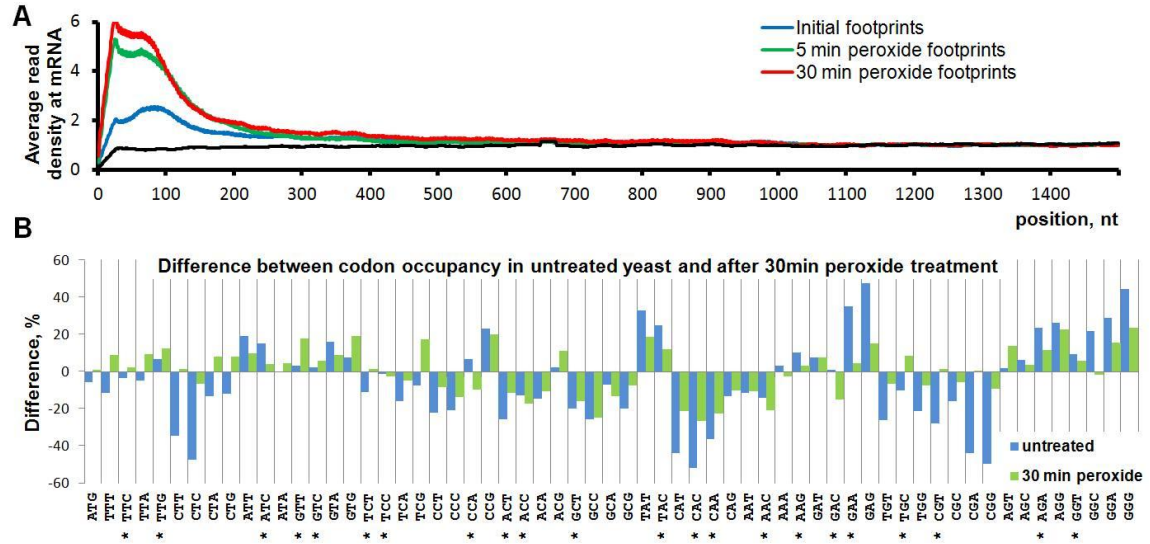 A
Average read
density at mRNA
6
4
2
0
Initial footprints
5 min peroxide footprints
30 min peroxide footprints
0 100 200 300 400 500 600 700 800 900 1000 1100 1200 1300 1400
position, nt
B
Difference between codon occupancy in untreated yeast and after 30min peroxide treatment
Difference, %
60
40
20
0
-20
-40
-60
untreated
30 min peroxide
ATG TTT TTC TTA TTG CTT CTC CTA CTG ATT ATC ATA GTT GTC GTA GTG TCT TCC TCA TCG CCT CCC CCA CCG ACT ACC ACA ACG GCT GCC GCA GCG TAT TAC CAT CAC CAA CAG AAT AAC AAA AAG GAT GAC GAA GAG TGT TGC TGG CGT CGC CGA CGG AGT AGC AGA AGG GGT GGC GGA GGG
* * * * * * * * * * * * * * * * * * * * * *